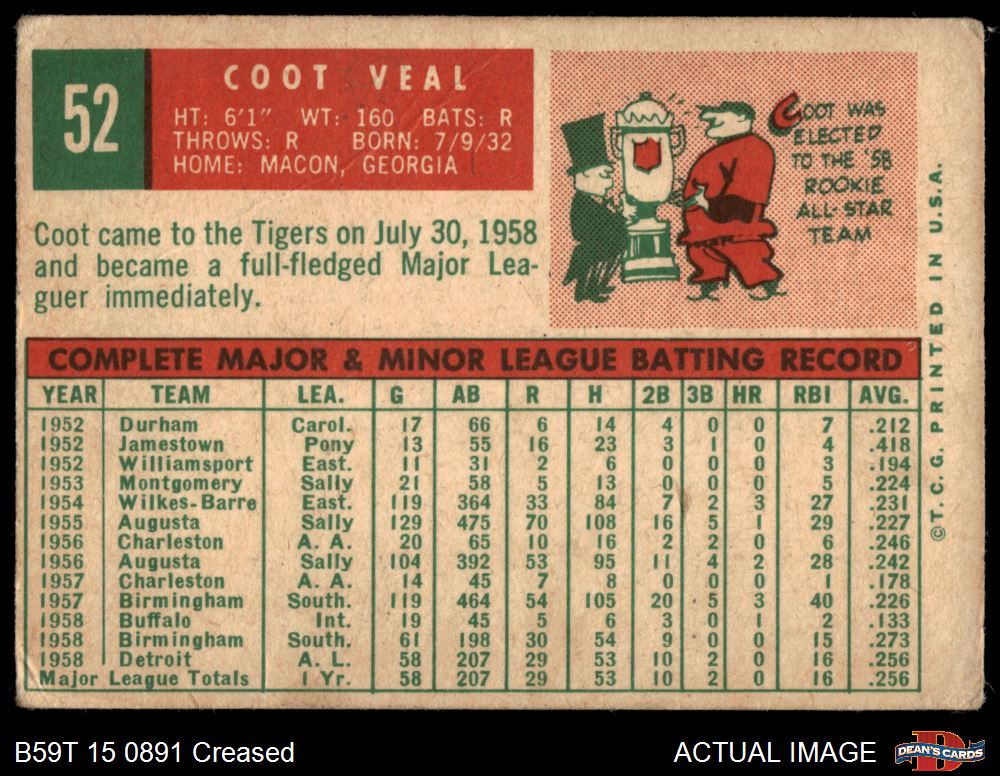 52
COOT VEAL
HT: 6'1" WT: 160 BATS: R
THROWS: R BORN: 7/9/32
HOME: MACON, GEORGIA
Coot came to the Tigers on July 30, 1958
and became a full-fledged Major Lea-
guer immediately.
COOT WAS
ELECTED
TO THE '58
ROOKIE
ALL-STAR
TEAM
COMPLETE MAJOR & MINOR LEAGUE BATTING RECORD
YEAR TEAM LEA. G AB R H 2B 3B HR RBI AVG.
1952 Durham Carol. 17 66 6 14 4 0 0 7 .212
1952 Jamestown Pony 13 55 16 23 3 1 0 4 .418
1952 Williamsport East. 11 31 2 6 0 0 0 3 .194
1953 Montgomery Sally 21 58 5 13 0 0 0 5 .224
1954 Wilkes-Barre East. 119 364 33 84 7 2 3 27 .231
1955 Augusta Sally 129 475 70 108 16 5 1 29 .227
1956 Charleston A. A. 20 65 10 16 2 2 0 6 .246
1956 Augusta Sally 104 392 53 95 11 4 2 28 .242
1957 Charleston A. A. 14 45 7 8 0 0 0 1 .178
1957 Birmingham South. 119 464 54 105 20 5 3 40 .226
1958 Buffalo Int. 19 45 5 6 3 0 1 2 .133
1958 Birmingham South. 61 198 30 54 9 0 0 15 .273
1958 Detroit A. L. 58 207 29 53 10 2 0 16 .256
Major League Totals 1 Yr. 58 207 29 53 10 2 0 16 .256
©T.C.G. PRINTED IN U.S.A.
B59T 15 0891 Creased
ACTUAL IMAGE
D
DEAN'S CARDS